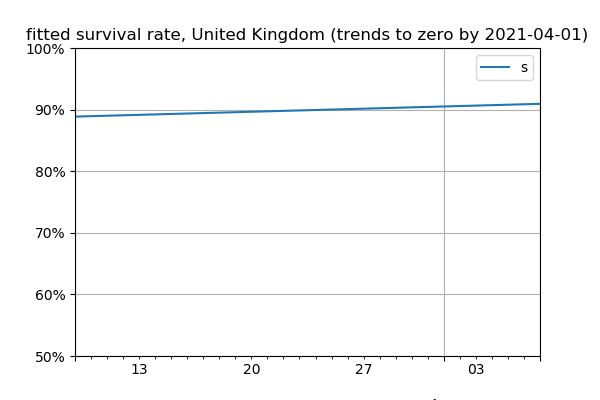 fitted survival rate, United Kingdom (trends to zero by 2021-04-01)
100%
s
90%
80%
70%
60%
50%
13 20 27 03